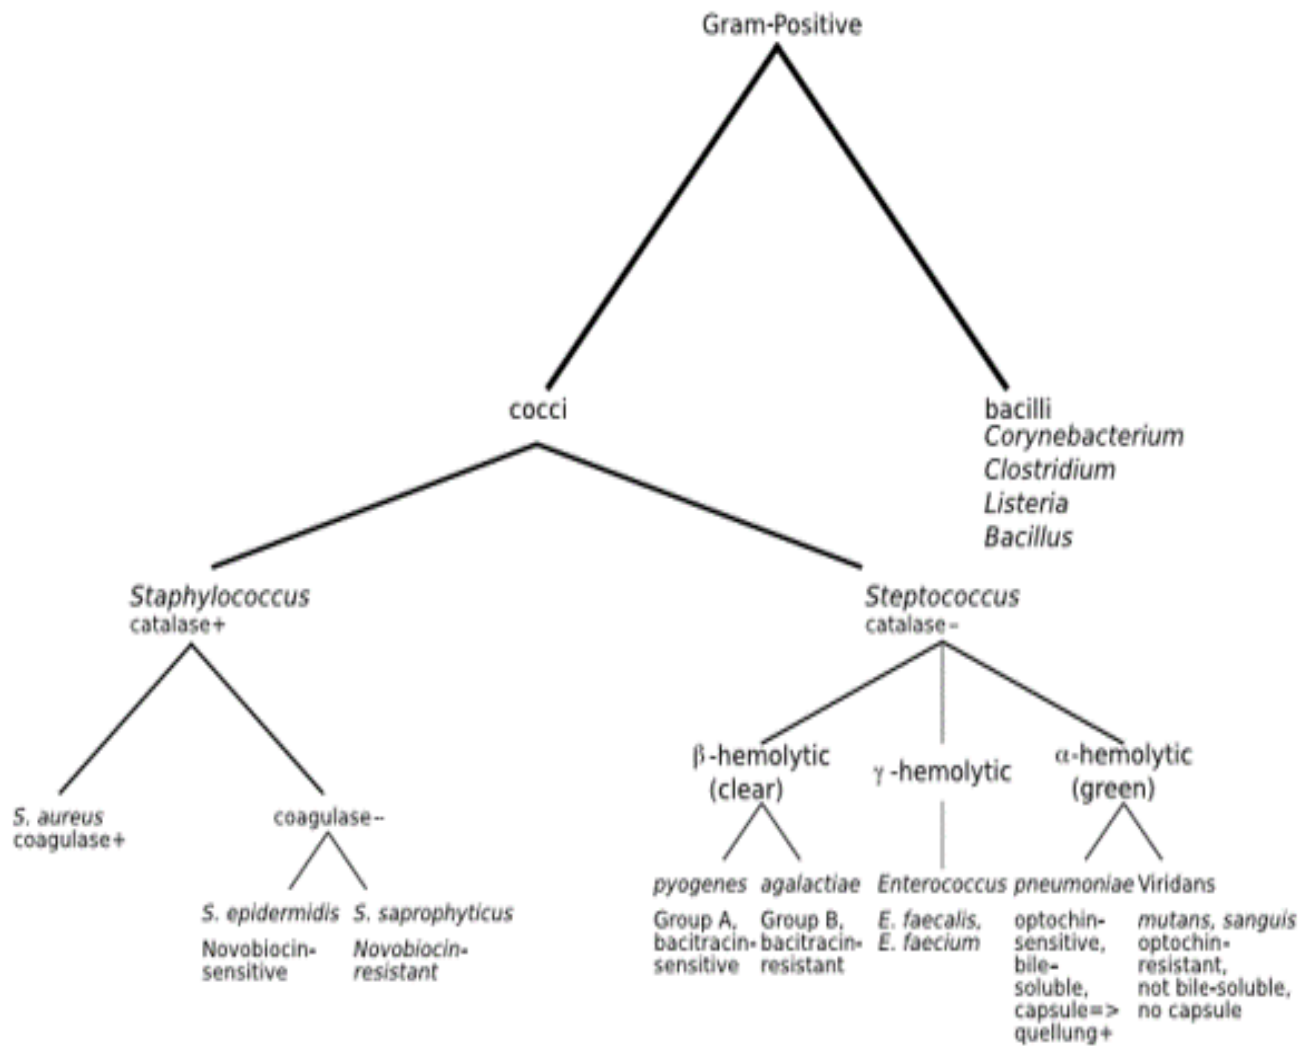 Gram-Positive
cocci
bacilli
Corynebacterium
Clostridium
Listeria
Bacillus
Staphylococcus
catalase+
Steptococcus
catalase-
S. aureus
coagulase+
coagulase-
S. epidermidis
Novobiocin-
sensitive
S. saprophyticus
Novobiocin-
resistant
β-hemolytic
(clear)
γ-hemolytic
α-hemolytic
(green)
pyogenes
Group A,
bacitracin-
sensitive
agalactiae
Group B,
bacitracin-
resistant
Enterococcus
E. faecalis,
E. faecium
pneumoniae
optochin-
sensitive,
bile-
soluble,
capsule=>
quellung+
Viridans
mutans, sanguis
optochin-
resistant,
not bile-soluble,
no capsule